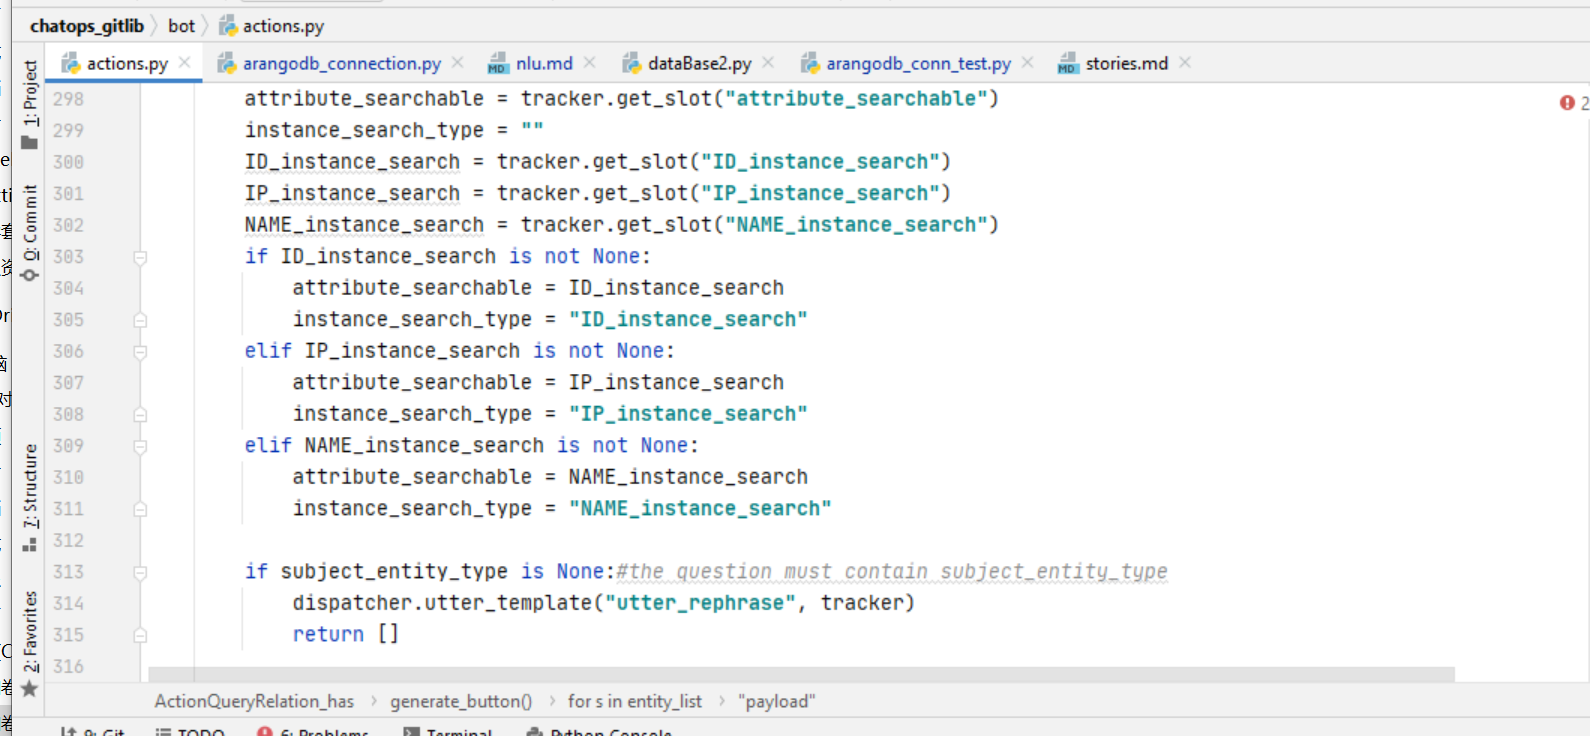 chatops_gitlib bot actions.py
actions.py arangodb_connection.py nlu.md dataBase2.py arangodb_conn_test.py stories.md
1: Project
0: Commit
7: Structure
2: Favorites
298 attribute_searchable = tracker.get_slot("attribute_searchable")
299 instance_search_type = ""
300 ID_instance_search = tracker.get_slot("ID_instance_search")
301 IP_instance_search = tracker.get_slot("IP_instance_search")
302 NAME_instance_search = tracker.get_slot("NAME_instance_search")
303 if ID_instance_search is not None:
304 attribute_searchable = ID_instance_search
305 instance_search_type = "ID_instance_search"
306 elif IP_instance_search is not None:
307 attribute_searchable = IP_instance_search
308 instance_search_type = "IP_instance_search"
309 elif NAME_instance_search is not None:
310 attribute_searchable = NAME_instance_search
311 instance_search_type = "NAME_instance_search"
312
313 if subject_entity_type is None:#the question must contain subject_entity_type
314 dispatcher.utter_template("utter_rephrase", tracker)
315 return []
316
2
ActionQueryRelation_has generate_button() for s in entity_list "payload"
9: Git TODO 6: Problems Terminal Python Console